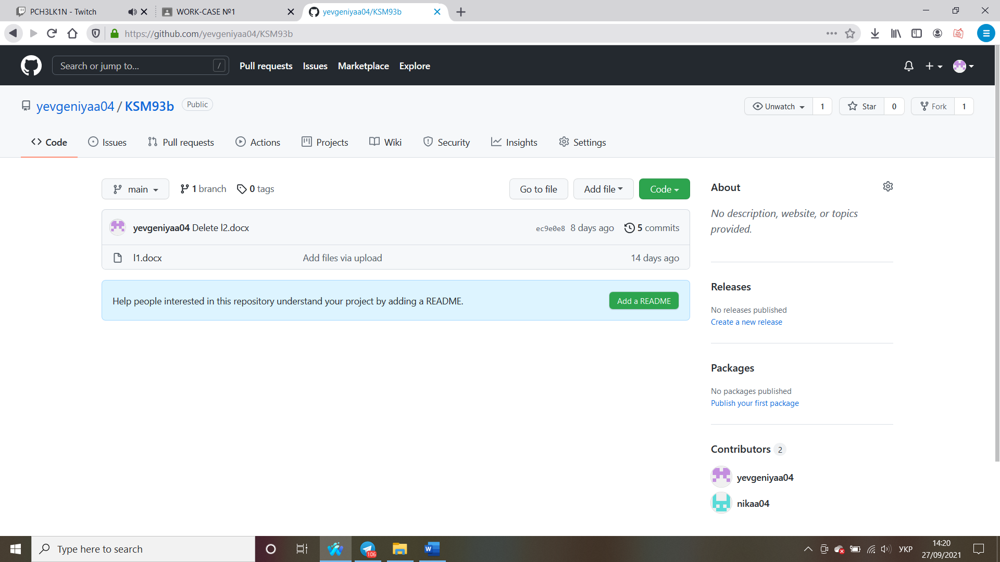 PCH3LK1N - Twitch
WORK-CASE №1
yevgeniyaa04/KSM93b
https://github.com/yevgeniyaa04/KSM93b
Search or jump to...
/
Pull requests
Issues
Marketplace
Explore
yevgeniyaa04 / KSM93b
Public
Unwatch
1
Star
0
Fork
1
Code
Issues
Pull requests
Actions
Projects
Wiki
Security
Insights
Settings
main
1 branch
0 tags
Go to file
Add file
Code
yevgeniyaa04 Delete l2.docx
ec9e0e8
8 days ago
5 commits
l1.docx
Add files via upload
14 days ago
Help people interested in this repository understand your project by adding a README.
Add a README
About
No description, website, or topics
provided.
Releases
No releases published
Create a new release
Packages
No packages published
Publish your first package
Contributors 2
yevgeniyaa04
nikaa04
Type here to search
106
W
УКР
14:20
27/09/2021